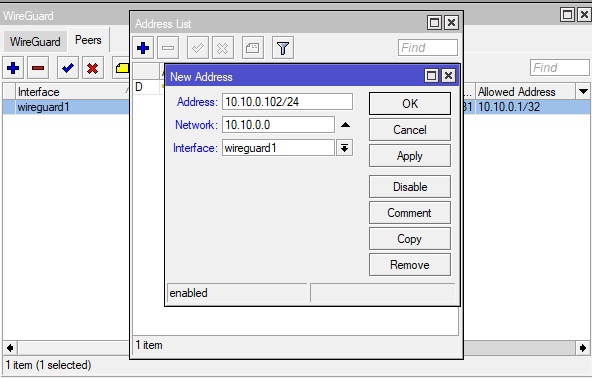 WireGuard
Address List
WireGuard
Peers
Find
Find
New Address
Address: 10.10.0.102/24
Network: 10.10.0.0
Interface: wireguard1
OK
Cancel
Apply
Disable
Comment
Copy
Remove
enabled
Interface
... Allowed Address
wireguard1
31 10.10.0.1/32
D
1 item
1 item (1 selected)